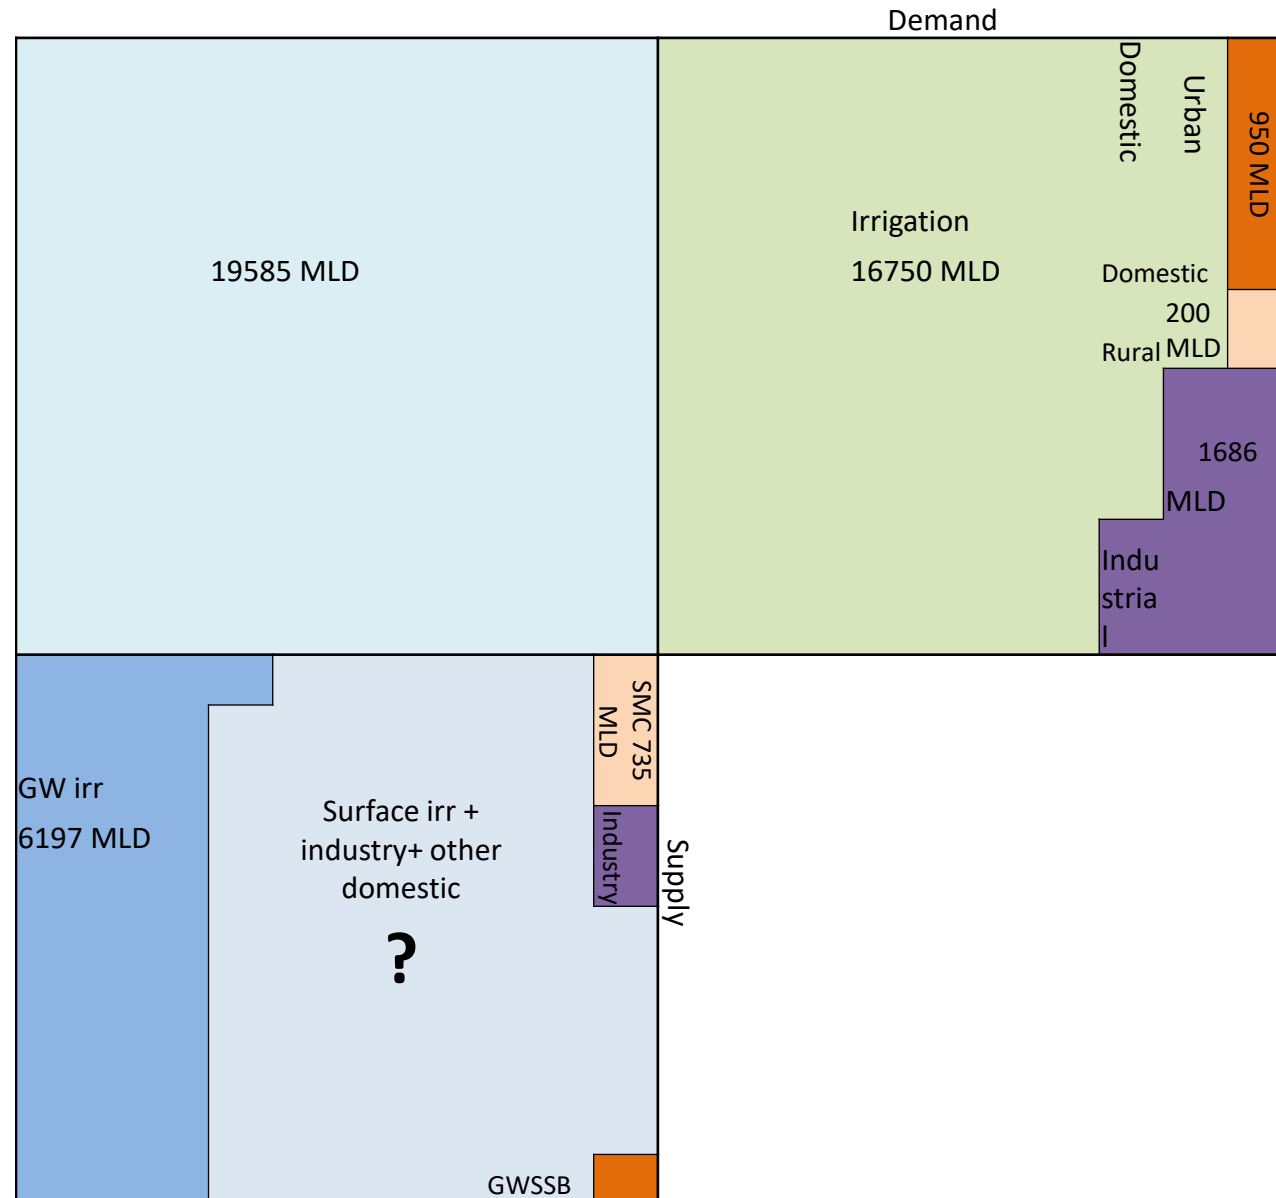 Demand
19585 MLD
Irrigation
16750 MLD
Domestic
Urban
950 MLD
Domestic
200
Rural
MLD
1686
MLD
Indu
stria
l
GW irr
6197 MLD
Surface irr +
industry+ other
domestic
?
SMC 735
MLD
Industry
Supply
GWSSB